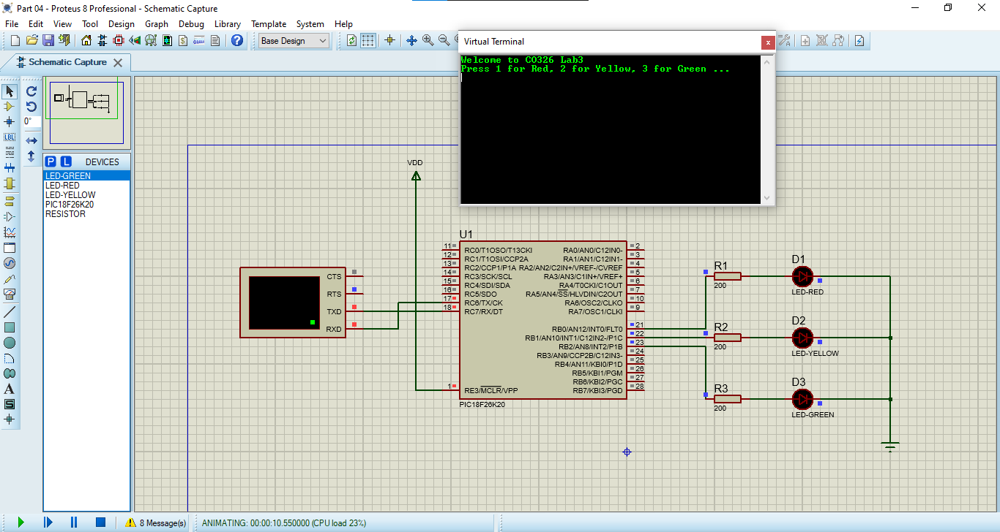 Part 04 - Proteus 8 Professional - Schematic Capture
File Edit View Tool Design Graph Debug Library Template System Help
Base Design
Schematic Capture
Virtual Terminal
Welcome to CO326 Lab3
Press 1 for Red, 2 for Yellow, 3 for Green ...
0°
LBL
P L DEVICES
LED-GREEN
LED-RED
LED-YELLOW
PIC18F26K20
RESISTOR
A
S
VDD
CTS
RTS
TXD
RXD
U1
11 RC0/T1OSO/T13CKI
12 RC1/T1OSI/CCP2A
13 RC2/CCP1/P1A
14 RC3/SCK/SCL
15 RC4/SDI/SDA
16 RC5/SDO
17 RC6/TX/CK
18 RC7/RX/DT
1 RE3/MCLR/VPP
RA0/AN0/C12IN0- 2
RA1/AN1/C12IN1- 3
RA2/AN2/C2IN+/VREF-/CVREF 4
RA3/AN3/C1IN+/VREF+ 5
RA4/T0CKI/C1OUT 6
RA5/AN4/SS/HLVDIN/C2OUT 7
RA6/OSC2/CLKO 10
RA7/OSC1/CLKI 9
RB0/AN12/INT0/FLT0 21
RB1/AN10/INT1/C12IN2-/P1C 22
RB2/AN8/INT2/P1B 23
RB3/AN9/CCP2B/C12IN3- 24
RB4/AN11/KBI0/P1D 25
RB5/KBI1/PGM 26
RB6/KBI2/PGC 27
RB7/KBI3/PGD 28
PIC18F26K20
R1
200
D1
LED-RED
R2
200
D2
LED-YELLOW
R3
200
D3
LED-GREEN
8 Message(s)
ANIMATING: 00:00:10.550000 (CPU load 23%)